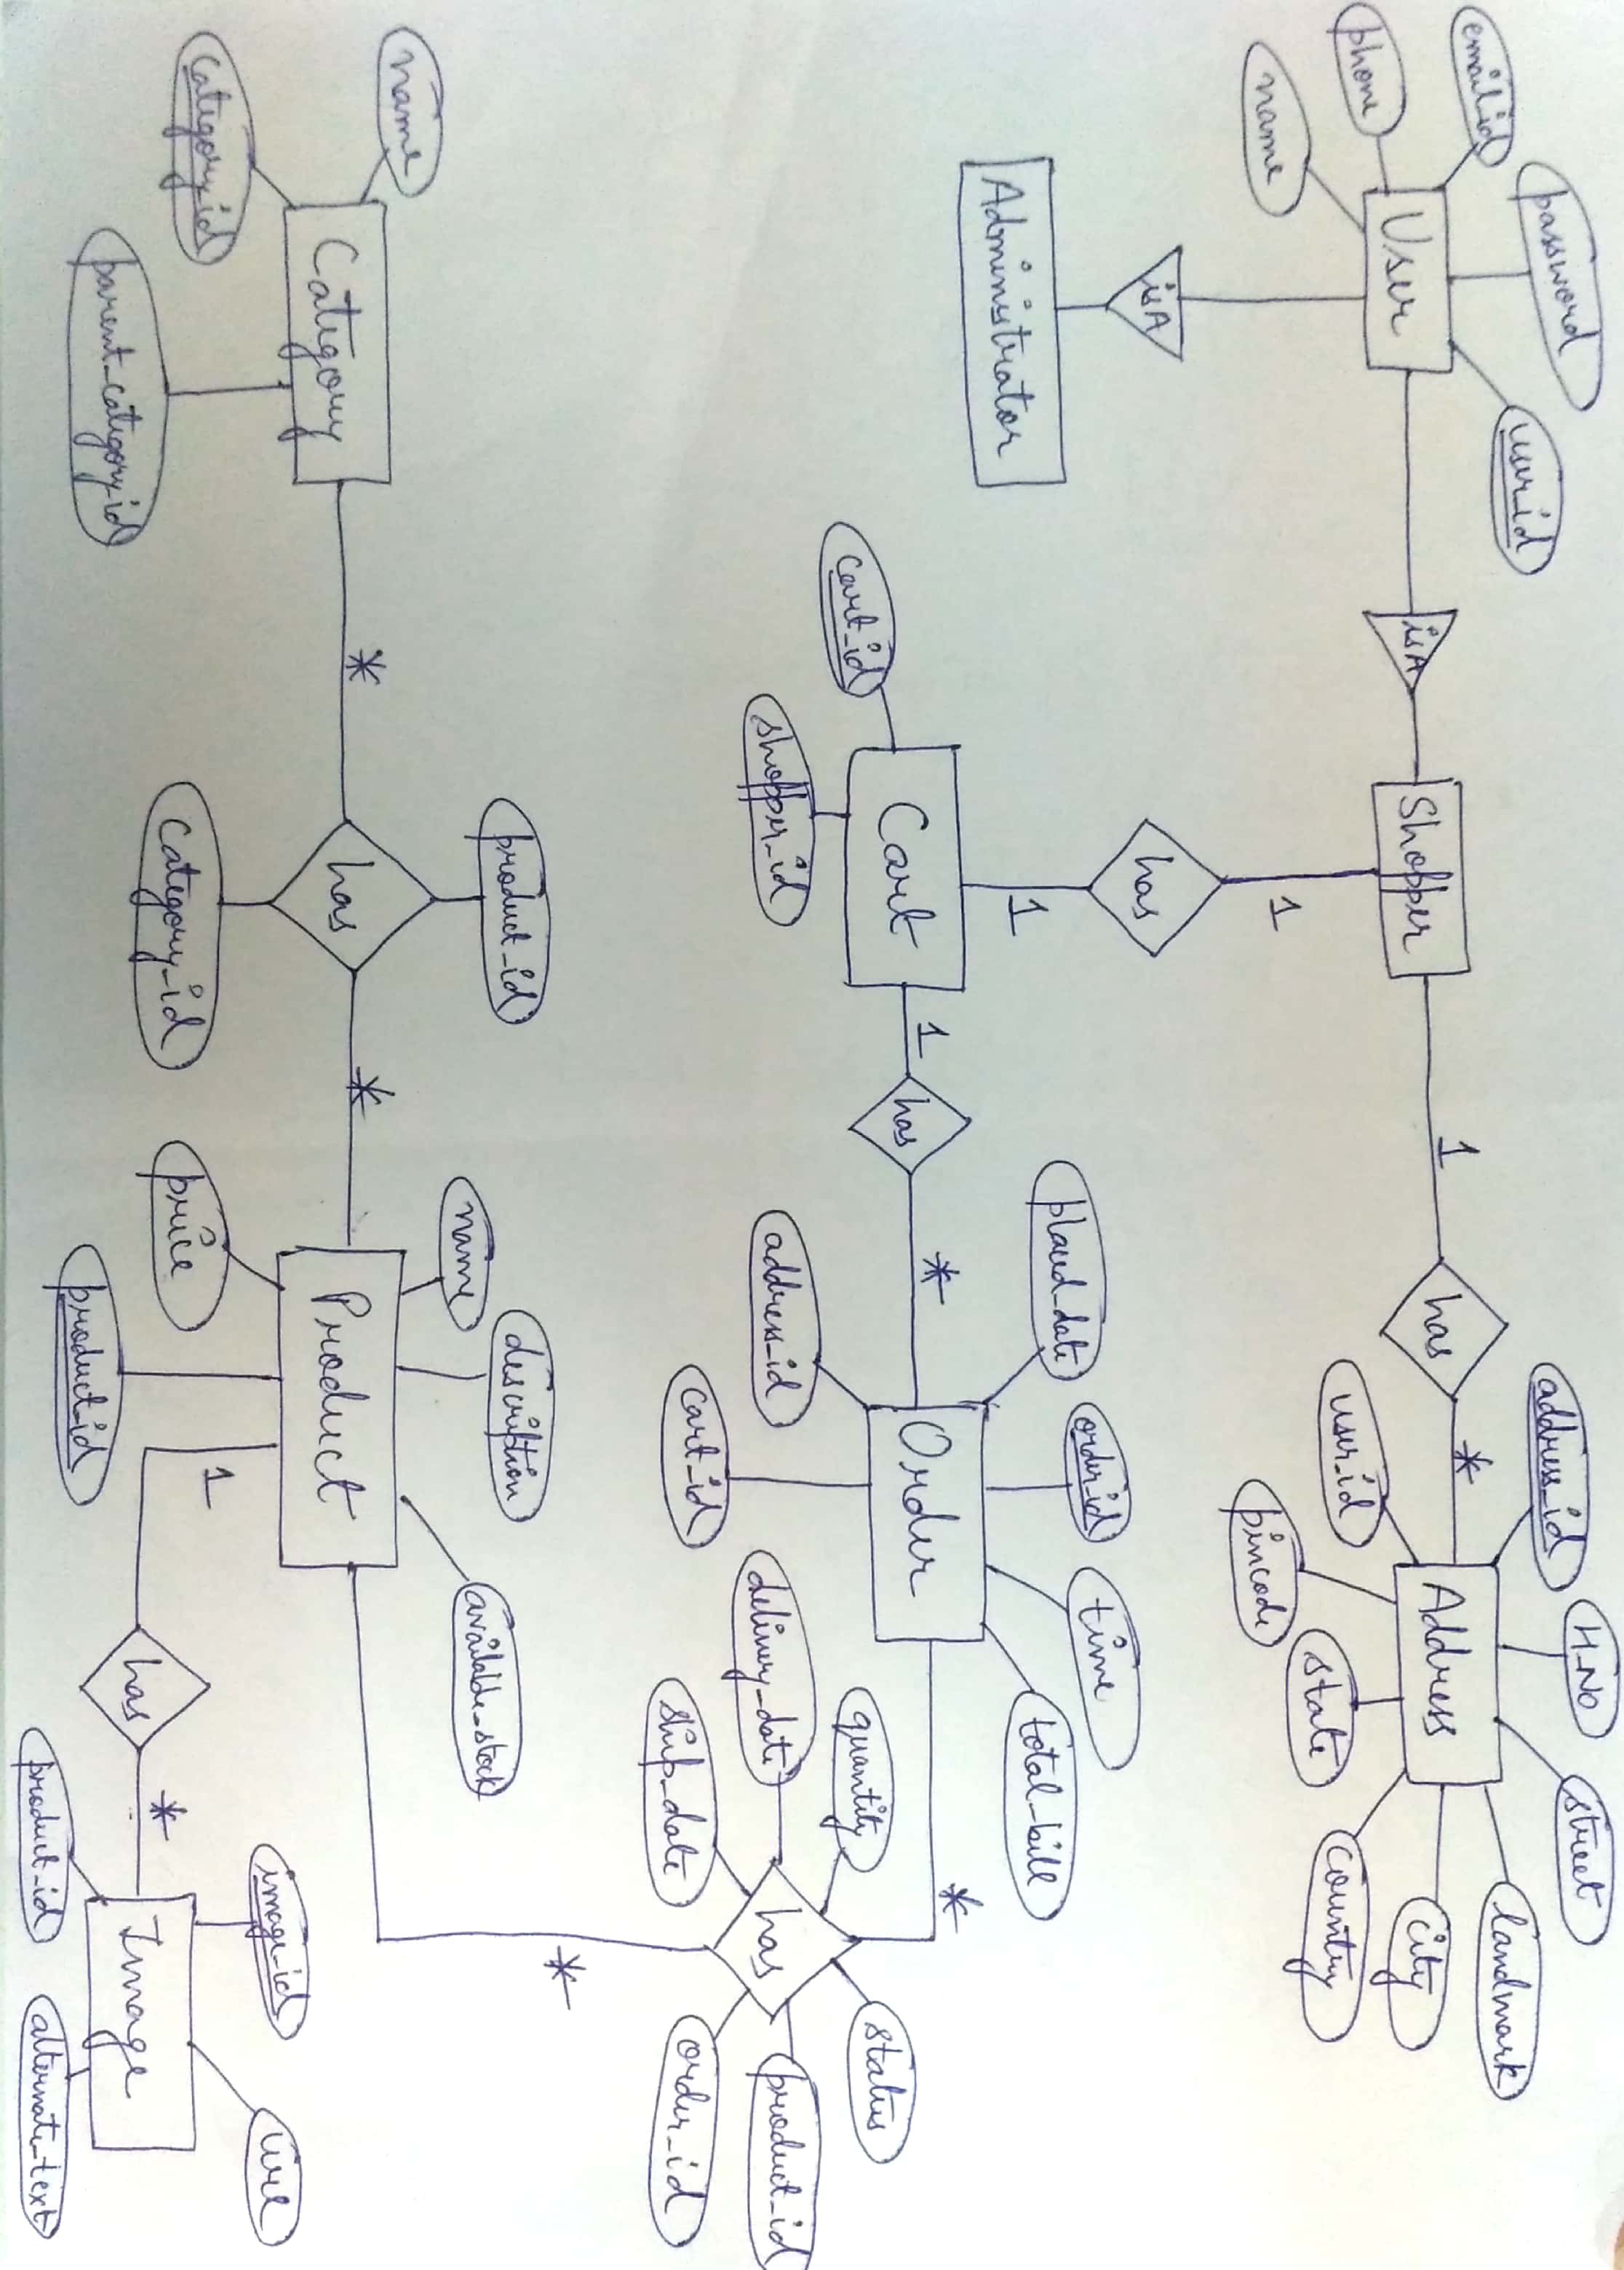 password
user_id
email_id
User
phone
name
isA
Shopper
1
has
*
address_id
H_No
street
landmark
Address
city
user_id
pincode
state
country
isA
Administrator
1
has
1
Cart
cart_id
shopper_id
1
has
*
placed_date
order_id
time
total_bill
Order
address_id
cart_id
*
quantity
status
delivery_date
has
product_id
ship_date
order_id
*
name
Category
category_id
parent_category_id
*
product_id
has
category_id
*
name
description
available_stock
Product
price
product_id
1
has
*
image_id
url
Image
product_id
alternate_text